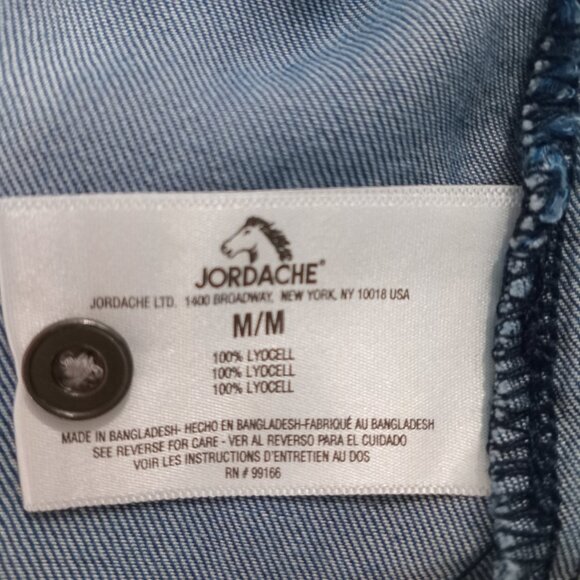 JORDACHE®
JORDACHE LTD. 1400 BROADWAY, NEW YORK, NY 10018 USA
M/M
100% LYOCELL
100% LYOCELL
100% LYOCELL
MADE IN BANGLADESH- HECHO EN BANGLADESH-FABRIQUÉ AU BANGLADESH
SEE REVERSE FOR CARE - VER AL REVERSO PARA EL CUIDADO
VOIR LES INSTRUCTIONS D'ENTRETIEN AU DOS
RN # 99166